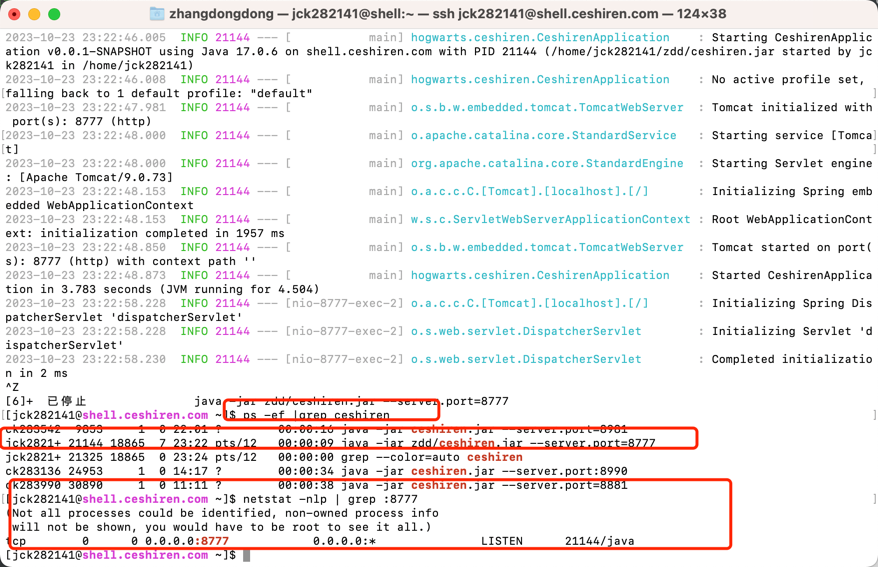 zhangdongdong — jck282141@shell:~ — ssh jck282141@shell.ceshiren.com — 124×38
2023-10-23 23:22:46.005  INFO 21144 --- [           main] hogwarts.ceshiren.CeshirenApplication    : Starting CeshirenApplic
ation v0.0.1-SNAPSHOT using Java 17.0.6 on shell.ceshiren.com with PID 21144 (/home/jck282141/zdd/ceshiren.jar started by jc
k282141 in /home/jck282141)
2023-10-23 23:22:46.008  INFO 21144 --- [           main] hogwarts.ceshiren.CeshirenApplication    : No active profile set,
falling back to 1 default profile: "default"
2023-10-23 23:22:47.981  INFO 21144 --- [           main] o.s.b.w.embedded.tomcat.TomcatWebServer  : Tomcat initialized with
 port(s): 8777 (http)
2023-10-23 23:22:48.000  INFO 21144 --- [           main] o.apache.catalina.core.StandardService   : Starting service [Tomca
t]
2023-10-23 23:22:48.000  INFO 21144 --- [           main] org.apache.catalina.core.StandardEngine  : Starting Servlet engine
: [Apache Tomcat/9.0.73]
2023-10-23 23:22:48.153  INFO 21144 --- [           main] o.a.c.c.C.[Tomcat].[localhost].[/]       : Initializing Spring emb
edded WebApplicationContext
2023-10-23 23:22:48.153  INFO 21144 --- [           main] w.s.c.ServletWebServerApplicationContext : Root WebApplicationCont
ext: initialization completed in 1957 ms
2023-10-23 23:22:48.850  INFO 21144 --- [           main] o.s.b.w.embedded.tomcat.TomcatWebServer  : Tomcat started on port(
s): 8777 (http) with context path ''
2023-10-23 23:22:48.873  INFO 21144 --- [           main] hogwarts.ceshiren.CeshirenApplication    : Started CeshirenApplica
tion in 3.783 seconds (JVM running for 4.504)
2023-10-23 23:22:58.228  INFO 21144 --- [nio-8777-exec-2] o.a.c.c.C.[Tomcat].[localhost].[/]       : Initializing Spring Dis
patcherServlet 'dispatcherServlet'
2023-10-23 23:22:58.228  INFO 21144 --- [nio-8777-exec-2] o.s.web.servlet.DispatcherServlet        : Initializing Servlet 'd
ispatcherServlet'
2023-10-23 23:22:58.230  INFO 21144 --- [nio-8777-exec-2] o.s.web.servlet.DispatcherServlet        : Completed initializatio
n in 2 ms
^Z
[6]+  已停止               java -jar zdd/ceshiren.jar --server.port=8777
[jck282141@shell.ceshiren.com ~]$ ps -ef |grep ceshiren
ck283542  9853     1  0 22:01 ?        00:00:16 java -jar ceshiren.jar --server.port=8981
jck2821+ 21144 18865  7 23:22 pts/12   00:00:09 java -jar zdd/ceshiren.jar --server.port=8777
jck2821+ 21325 18865  0 23:24 pts/12   00:00:00 grep --color=auto ceshiren
ck283136 24953     1  0 14:17 ?        00:00:34 java -jar ceshiren.jar --server.port:8990
ck283990 30890     1  0 11:11 ?        00:00:38 java -jar ceshiren.jar --server.port=8881
[jck282141@shell.ceshiren.com ~]$ netstat -nlp | grep :8777
(Not all processes could be identified, non-owned process info
 will not be shown, you would have to be root to see it all.)
tcp        0      0 0.0.0.0:8777            0.0.0.0:*               LISTEN      21144/java
[jck282141@shell.ceshiren.com ~]$